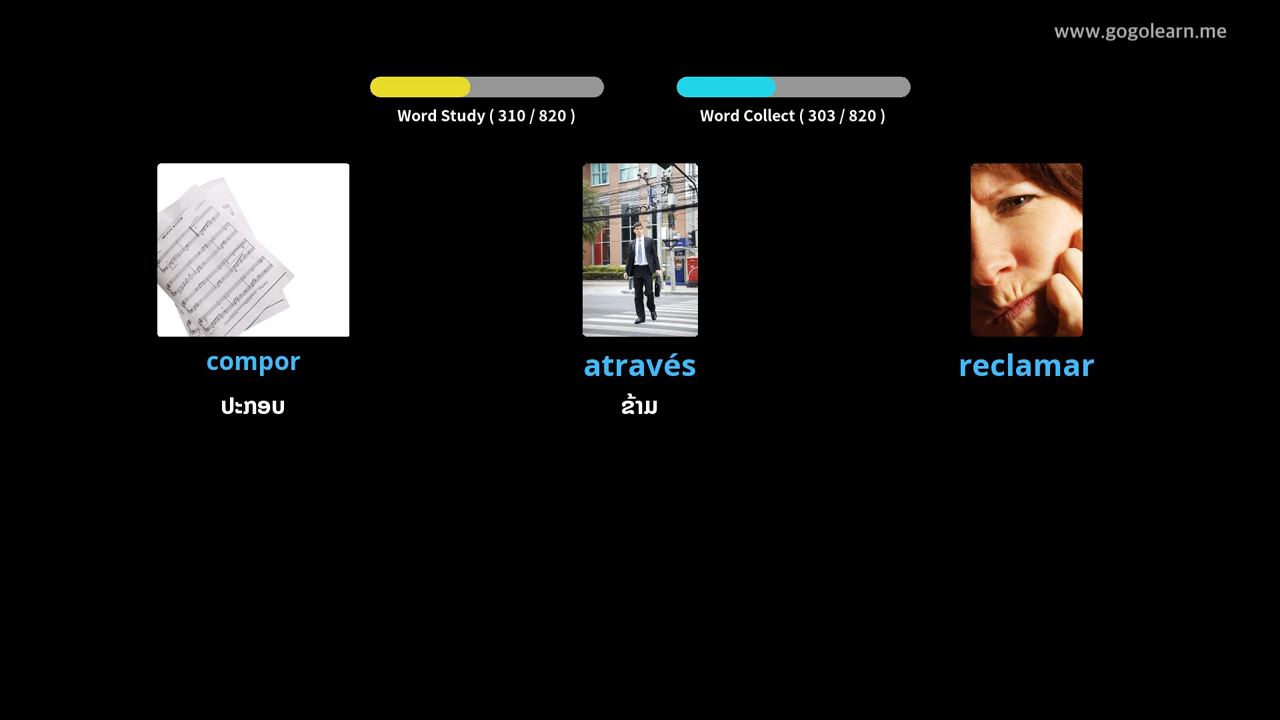 www.gogolearn.me
Word Study ( 310 / 820 )
Word Collect ( 303 / 820 )
compor
através
reclamar
ປະກອບ
ຂ້າມ